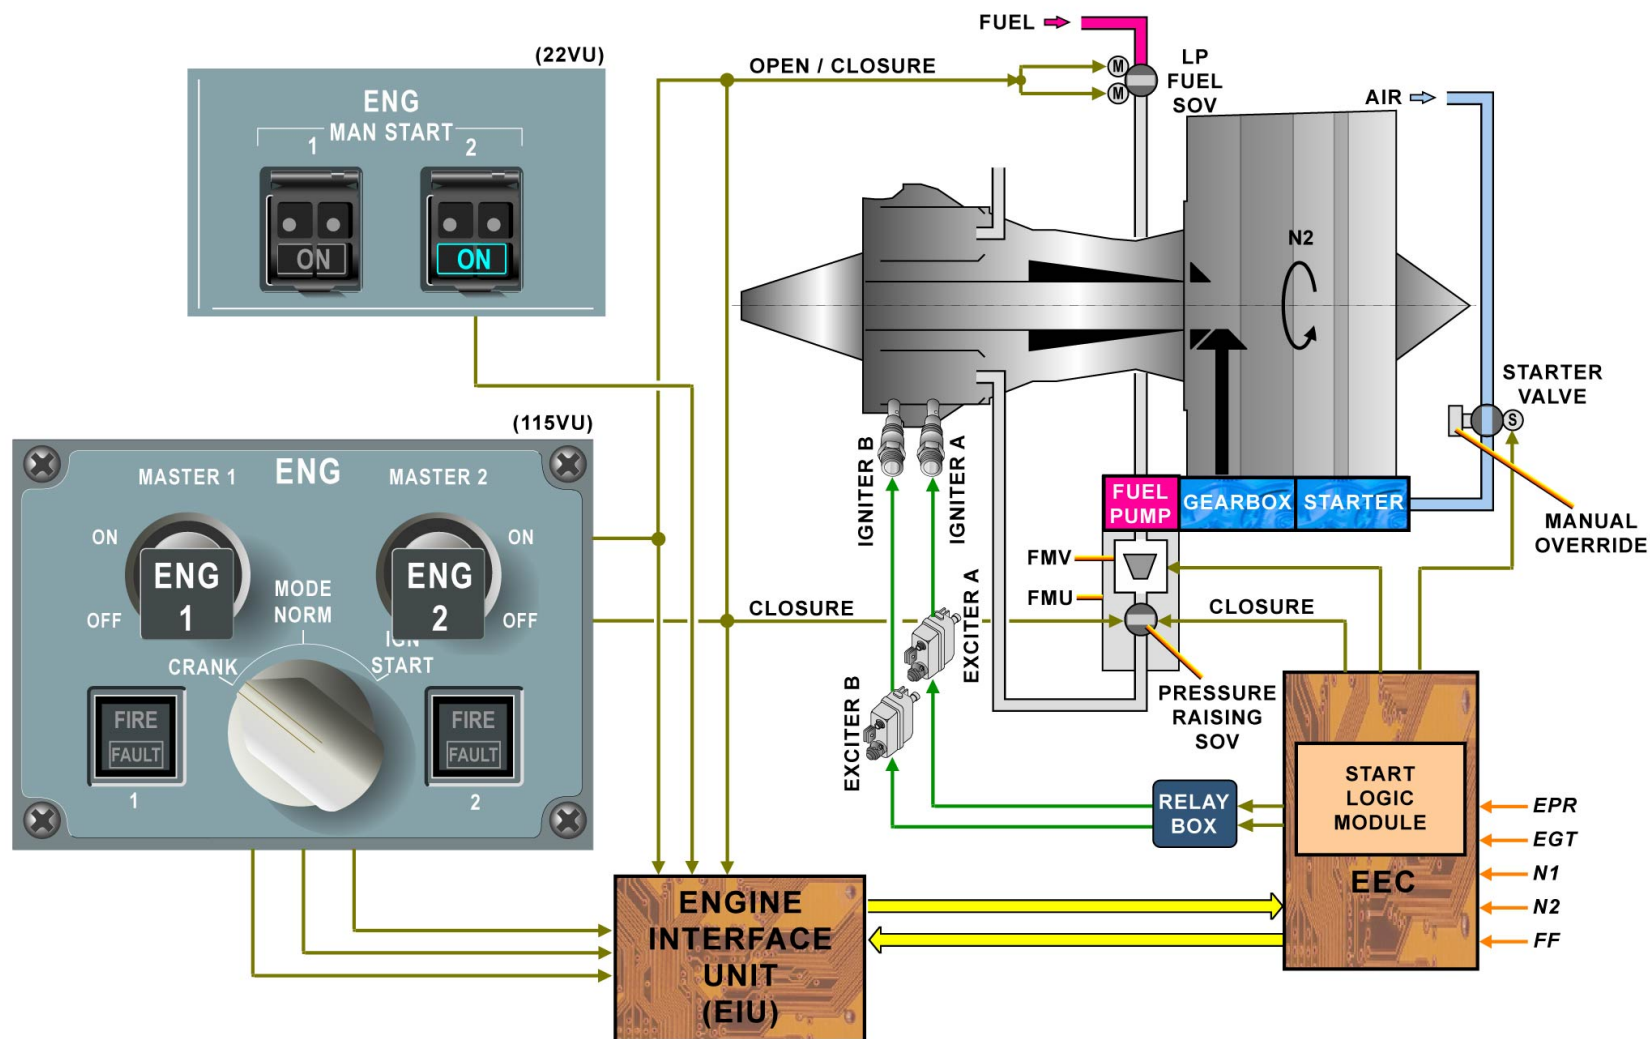 FUEL
(22VU)
ENG
MAN START
1 2
ON ON
OPEN / CLOSURE
M
M
LP
FUEL
SOV
AIR
N2
STARTER
VALVE
S
MANUAL
OVERRIDE
(115VU)
MASTER 1 ENG MASTER 2
ON ON
ENG
1
ENG
2
OFF OFF
MODE
NORM
CRANK
IGN
START
FIRE
FAULT
1
FIRE
FAULT
2
IGNITER B
IGNITER A
EXCITER A
EXCITER B
FUEL
PUMP
GEARBOX
STARTER
FMV
FMU
CLOSURE
CLOSURE
PRESSURE
RAISING
SOV
RELAY
BOX
START
LOGIC
MODULE
EEC
EPR
EGT
N1
N2
FF
ENGINE
INTERFACE
UNIT
(EIU)